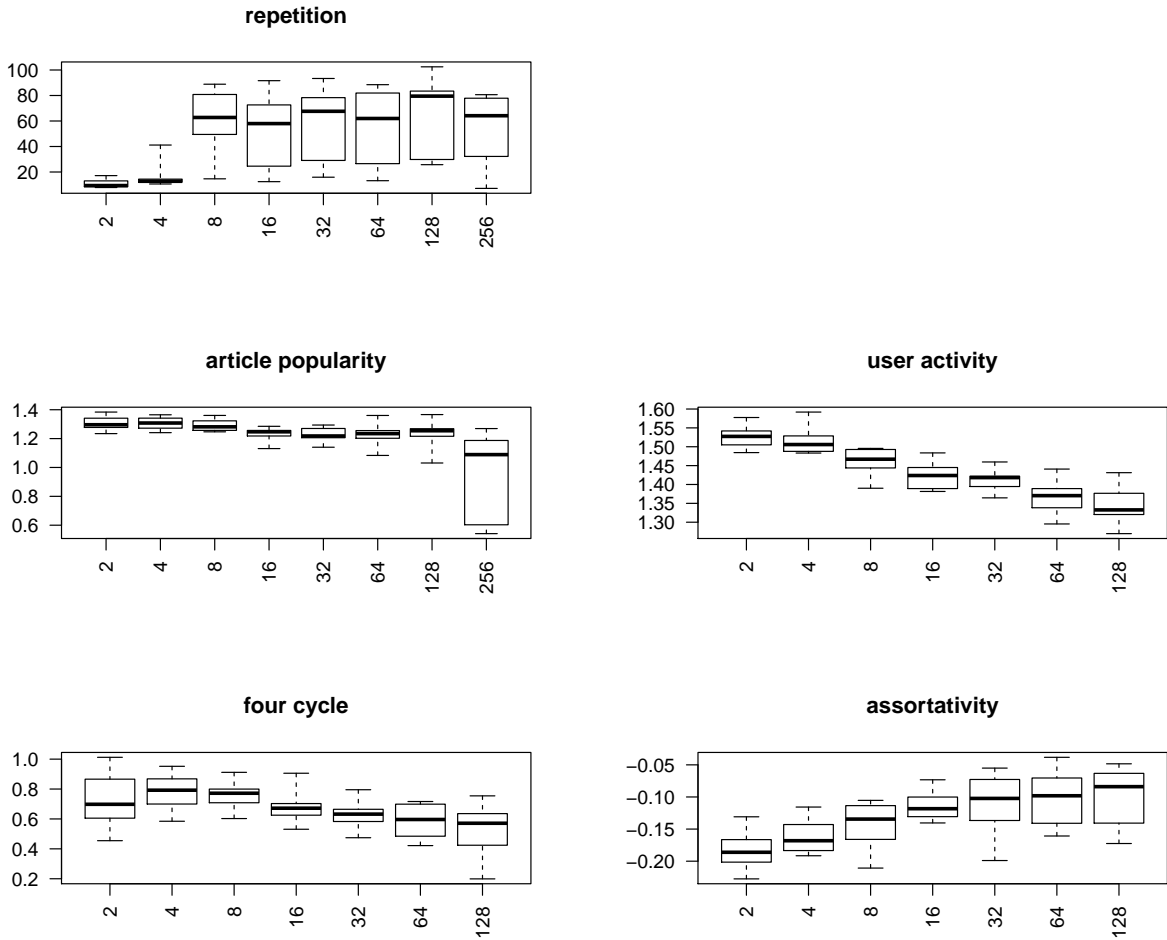 repetition
100
80
60
40
20
2 4 8 16 32 64 128 256
article popularity
1.4
1.2
1.0
0.8
0.6
2 4 8 16 32 64 128 256
user activity
1.60
1.55
1.50
1.45
1.40
1.35
1.30
2 4 8 16 32 64 128
four cycle
1.0
0.8
0.6
0.4
0.2
2 4 8 16 32 64 128
assortativity
−0.05
−0.10
−0.15
−0.20
2 4 8 16 32 64 128